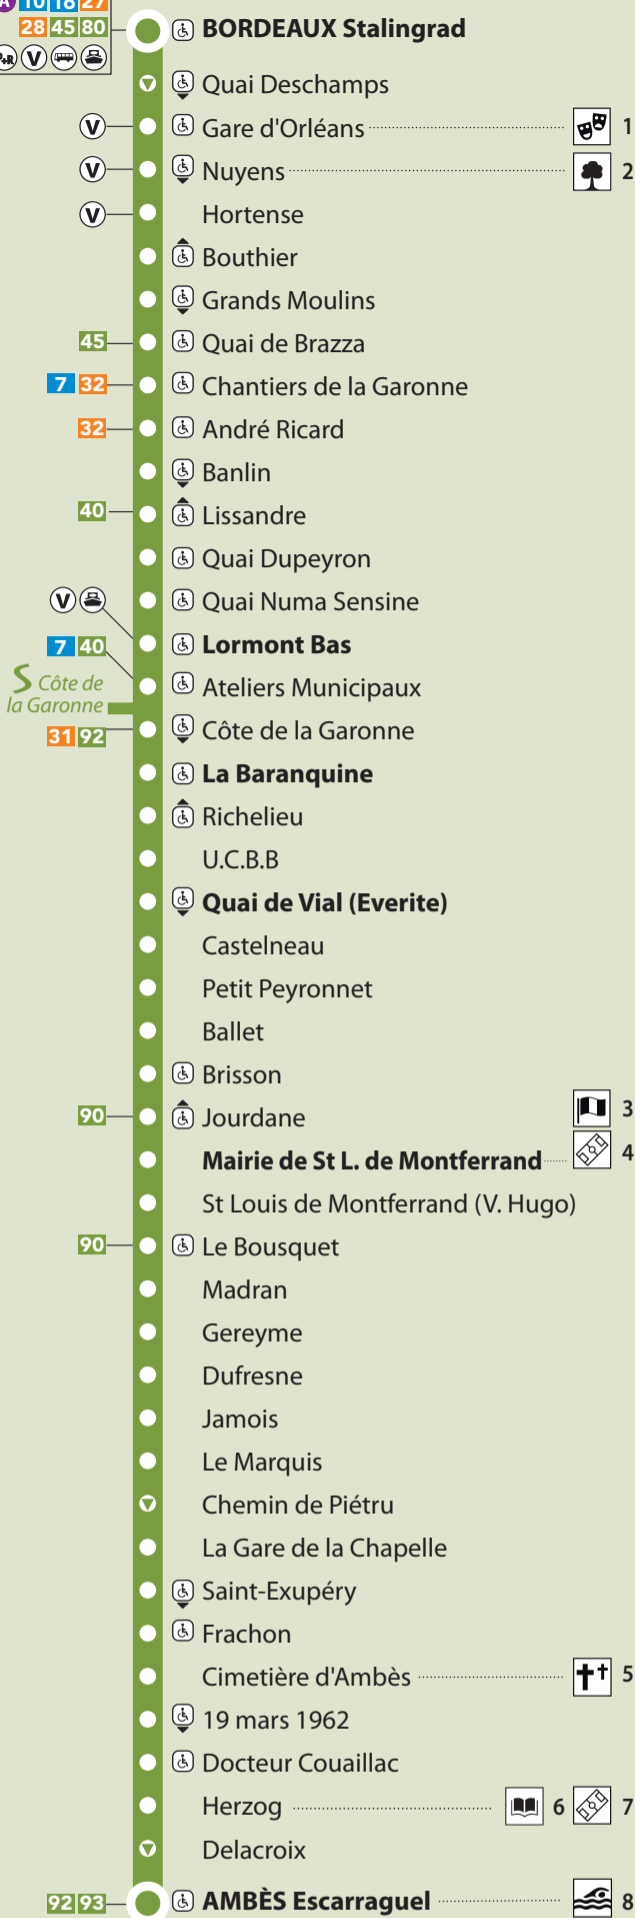 A 10 16 27
28 45 80
P+R V
BORDEAUX Stalingrad
Quai Deschamps
V Gare d'Orléans 1
V Nuyens 2
V Hortense
Bouthier
Grands Moulins
45 Quai de Brazza
7 32 Chantiers de la Garonne
32 André Ricard
Banlin
40 Lissandre
Quai Dupeyron
Quai Numa Sensine
V Lormont Bas
7 40 Ateliers Municipaux
S Côte de
la Garonne
31 92 Côte de la Garonne
La Baranquine
Richelieu
U.C.B.B
Quai de Vial (Everite)
Castelneau
Petit Peyronnet
Ballet
Brisson
90 Jourdane 3
Mairie de St L. de Montferrand 4
St Louis de Montferrand (V. Hugo)
90 Le Bousquet
Madran
Gereyme
Dufresne
Jamois
Le Marquis
Chemin de Piétru
La Gare de la Chapelle
Saint-Exupéry
Frachon
Cimetière d'Ambès 5
19 mars 1962
Docteur Couaillac
Herzog 6 7
Delacroix
92 93 AMBÈS Escarraguel 8